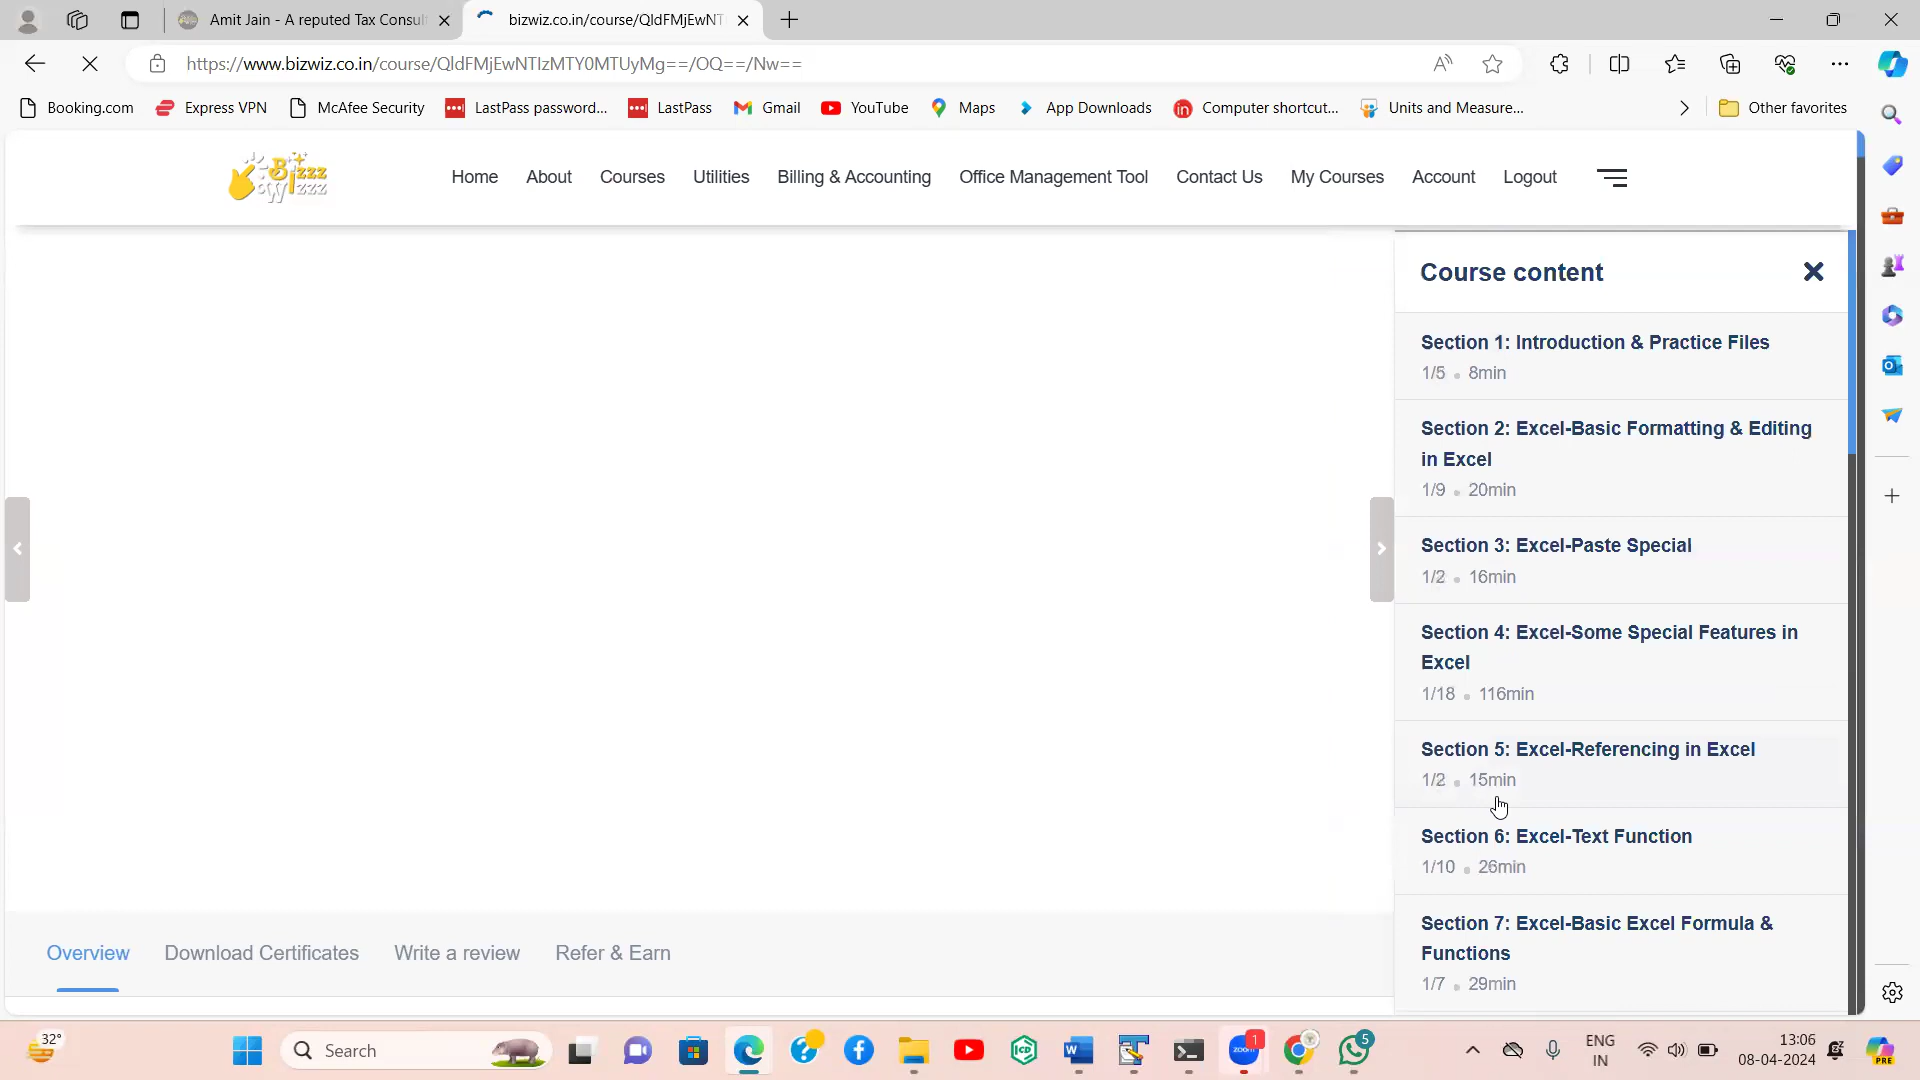 Amit Jain - A reputed Tax Consul
bizwiz.co.in/course/QldFMjEwNT
https://www.bizwiz.co.in/course/QldFMjEwNTIzMTY0MTUyMg==/OQ==/Nw==
Booking.com
Express VPN
McAfee Security
LastPass password...
LastPass
Gmail
YouTube
Maps
App Downloads
Computer shortcut...
Units and Measure...
Other favorites
Bizzz
Wizzz
Home
About
Courses
Utilities
Billing & Accounting
Office Management Tool
Contact Us
My Courses
Account
Logout
Course content
Section 1: Introduction & Practice Files
1/5 • 8min
Section 2: Excel-Basic Formatting & Editing
in Excel
1/9 • 20min
Section 3: Excel-Paste Special
1/2 • 16min
Section 4: Excel-Some Special Features in
Excel
1/18 • 116min
Section 5: Excel-Referencing in Excel
1/2 • 15min
Section 6: Excel-Text Function
1/10 • 26min
Section 7: Excel-Basic Excel Formula &
Functions
1/7 • 29min
Overview
Download Certificates
Write a review
Refer & Earn
32°
Search
zoom
1
5
ENG
IN
13:06
08-04-2024
PRE